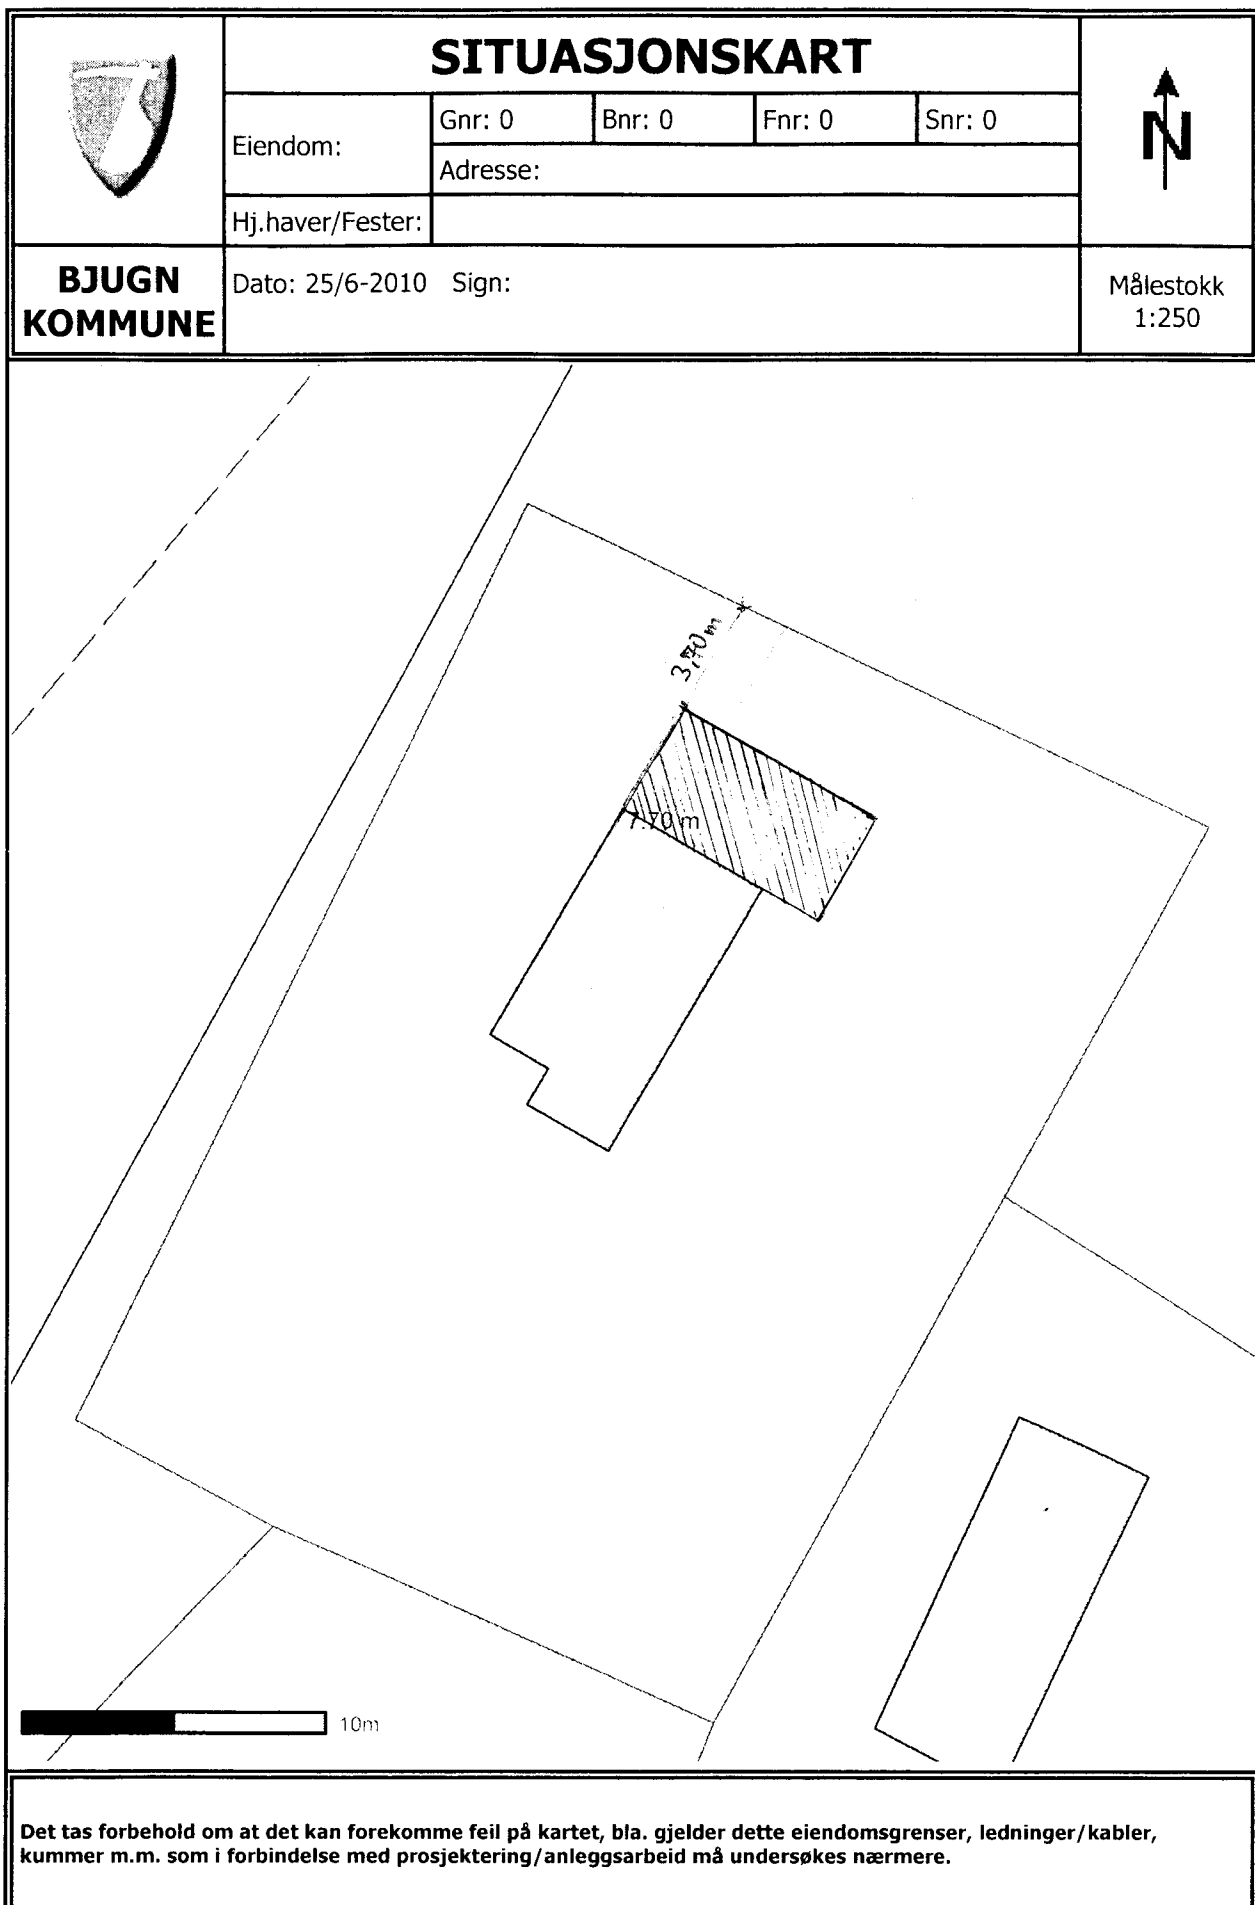 SITUASJONSKART
Eiendom:
Gnr: 0
Bnr: 0
Fnr: 0
Snr: 0
Adresse:
Hj.haver/Fester:
N
BJUGN
KOMMUNE
Dato: 25/6-2010 Sign:
Målestokk
1:250
3,70 m
7.70 m
10m
Det tas forbehold om at det kan forekomme feil på kartet, bla. gjelder dette eiendomsgrenser, ledninger/kabler,
kummer m.m. som i forbindelse med prosjektering/anleggsarbeid må undersøkes nærmere.